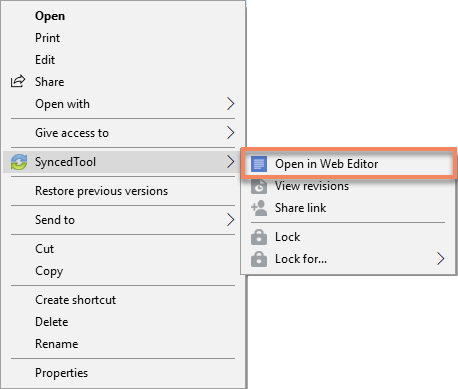 Open
Print
Edit
Share
Open with
Give access to
SyncedTool
Open in Web Editor
View revisions
Share link
Lock
Lock for...
Restore previous versions
Send to
Cut
Copy
Create shortcut
Delete
Rename
Properties